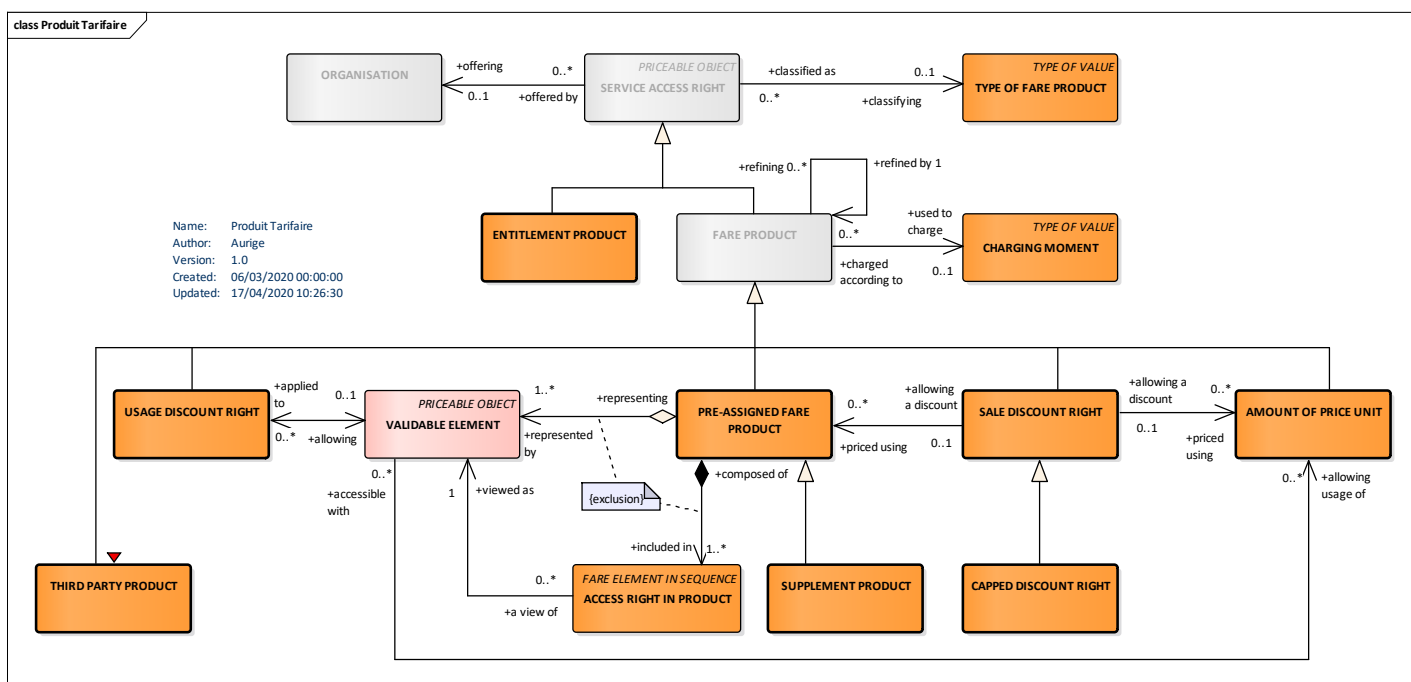 class Produit Tarifaire
ORGANISATION
+offering
0..1
0..*
+offered by
PRICEABLE OBJECT
SERVICE ACCESS RIGHT
+classified as
0..*
0..1
+classifying
TYPE OF VALUE
TYPE OF FARE PRODUCT
+refining 0..*
+refined by 1
Name: Produit Tarifaire
Author: Aurige
Version: 1.0
Created: 06/03/2020 00:00:00
Updated: 17/04/2020 10:26:30
ENTITLEMENT PRODUCT
FARE PRODUCT
0..*
+charged
according to
+used to
charge
0..1
TYPE OF VALUE
CHARGING MOMENT
USAGE DISCOUNT RIGHT
+applied
to
0..*
0..1
+allowing
PRICEABLE OBJECT
VALIDABLE ELEMENT
1..*
+represented
by
+representing
PRE-ASSIGNED FARE
PRODUCT
0..*
+priced using
+allowing
a discount
0..1
SALE DISCOUNT RIGHT
+allowing a
discount
0..1
0..*
+priced
using
AMOUNT OF PRICE UNIT
0..*
+accessible
with
1
+viewed as
{exclusion}
+composed of
0..*
+allowing
usage of
+included in
1..*
THIRD PARTY PRODUCT
0..*
+a view of
FARE ELEMENT IN SEQUENCE
ACCESS RIGHT IN PRODUCT
SUPPLEMENT PRODUCT
CAPPED DISCOUNT RIGHT